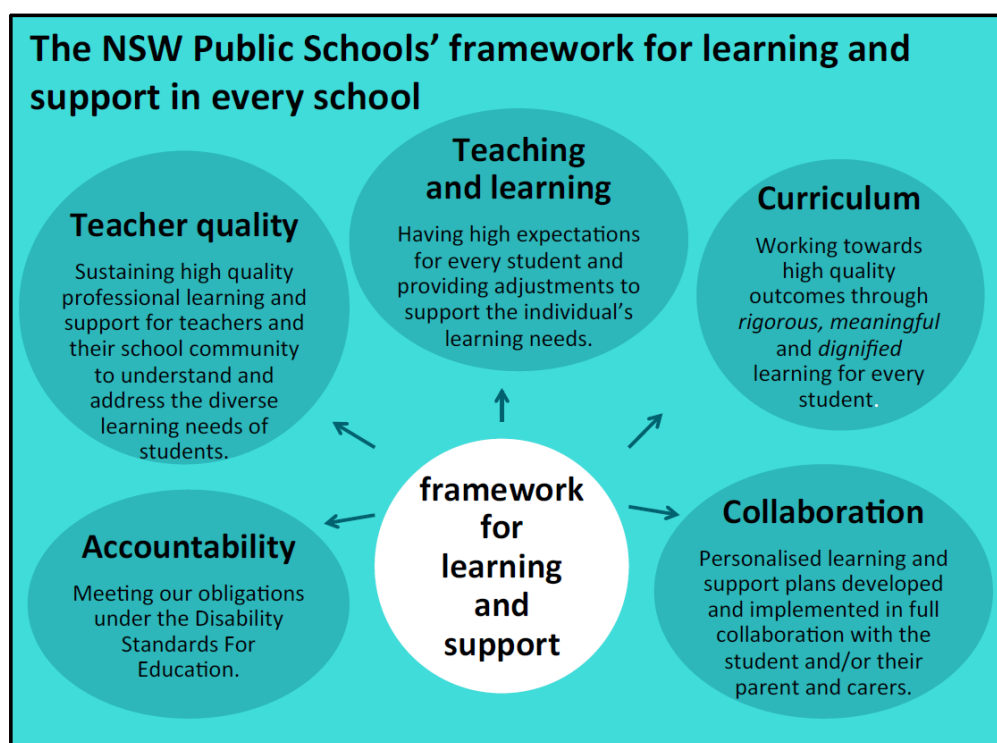 The NSW Public Schools’ framework for learning and
support in every school
Teacher quality
Sustaining high quality
professional learning and
support for teachers and
their school community
to understand and
address the diverse
learning needs of
students.
Teaching
and learning
Having high expectations
for every student and
providing adjustments to
support the individual’s
learning needs.
Curriculum
Working towards
high quality
outcomes through
rigorous, meaningful
and dignified
learning for every
student.
Accountability
Meeting our obligations
under the Disability
Standards For
Education.
framework
for
learning
and
support
Collaboration
Personalised learning and
support plans developed
and implemented in full
collaboration with the
student and/or their
parent and carers.